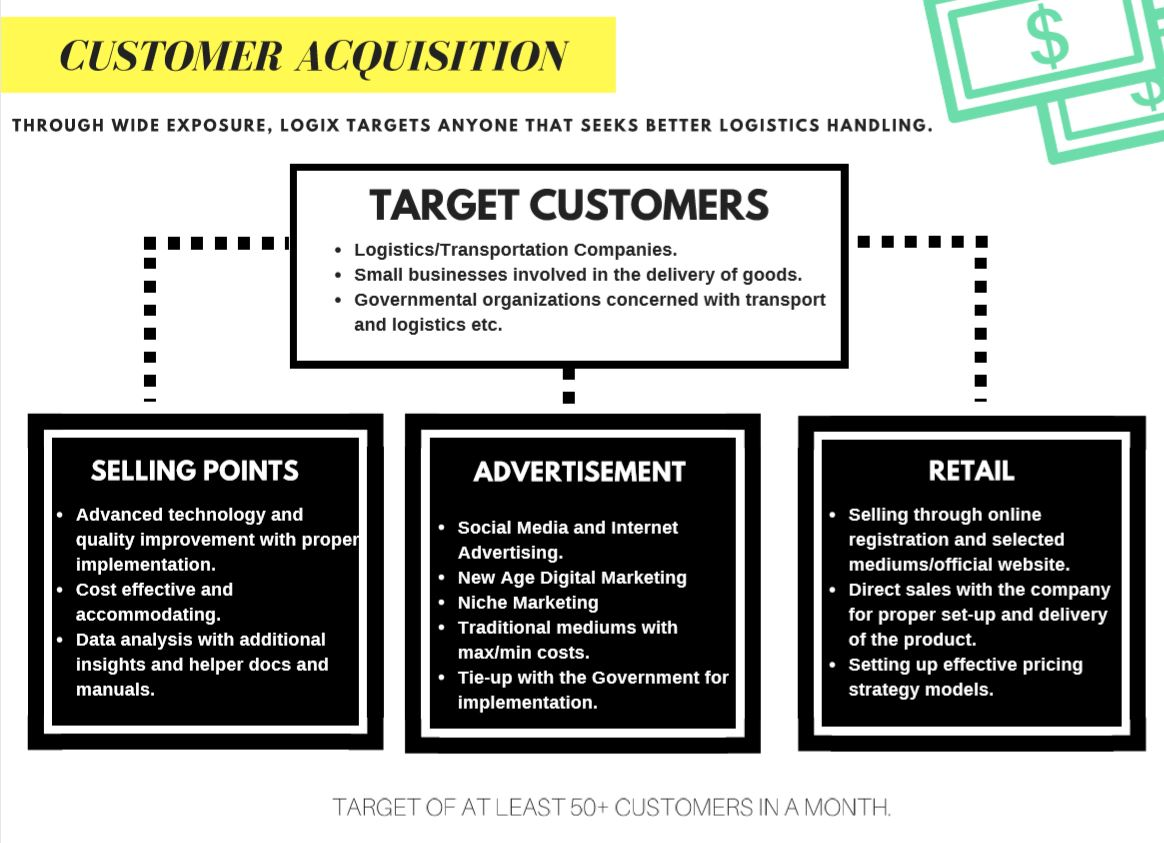 CUSTOMER ACQUISITION
THROUGH WIDE EXPOSURE, LOGIX TARGETS ANYONE THAT SEEKS BETTER LOGISTICS HANDLING.
$
$
TARGET CUSTOMERS
• Logistics/Transportation Companies.
• Small businesses involved in the delivery of goods.
• Governmental organizations concerned with transport
and logistics etc.
SELLING POINTS
• Advanced technology and
quality improvement with proper
implementation.
• Cost effective and
accommodating.
• Data analysis with additional
insights and helper docs and
manuals.
ADVERTISEMENT
• Social Media and Internet
Advertising.
• New Age Digital Marketing
• Niche Marketing
• Traditional mediums with
max/min costs.
• Tie-up with the Government for
implementation.
RETAIL
• Selling through online
registration and selected
mediums/official website.
• Direct sales with the company
for proper set-up and delivery
of the product.
• Setting up effective pricing
strategy models.
TARGET OF AT LEAST 50+ CUSTOMERS IN A MONTH.